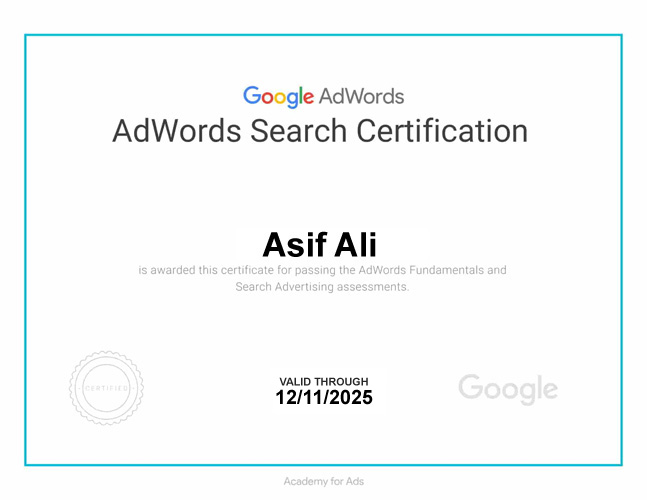 Google AdWords
AdWords Search Certification
Asif Ali
is awarded this certificate for passing the AdWords Fundamentals and
Search Advertising assessments.
CERTIFIED
VALID THROUGH
12/11/2025
Google
Academy for Ads